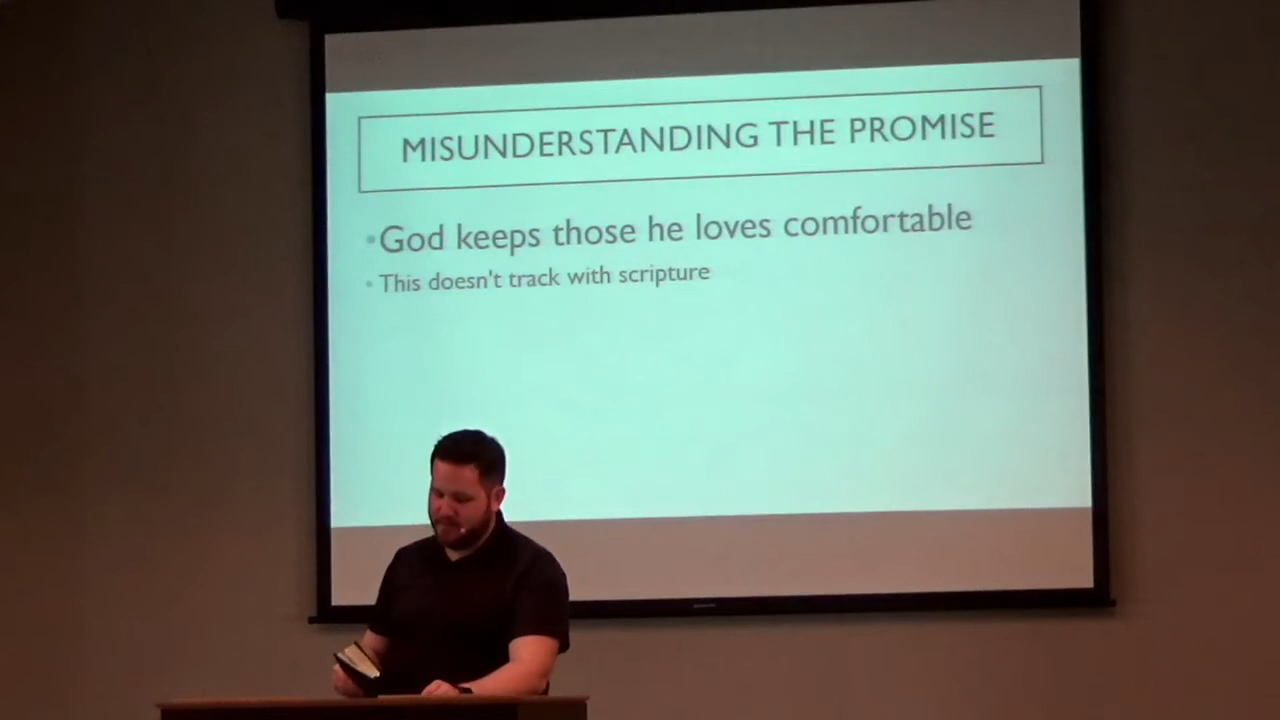 MISUNDERSTANDING THE PROMISE
•God keeps those he loves comfortable
• This doesn't track with scripture